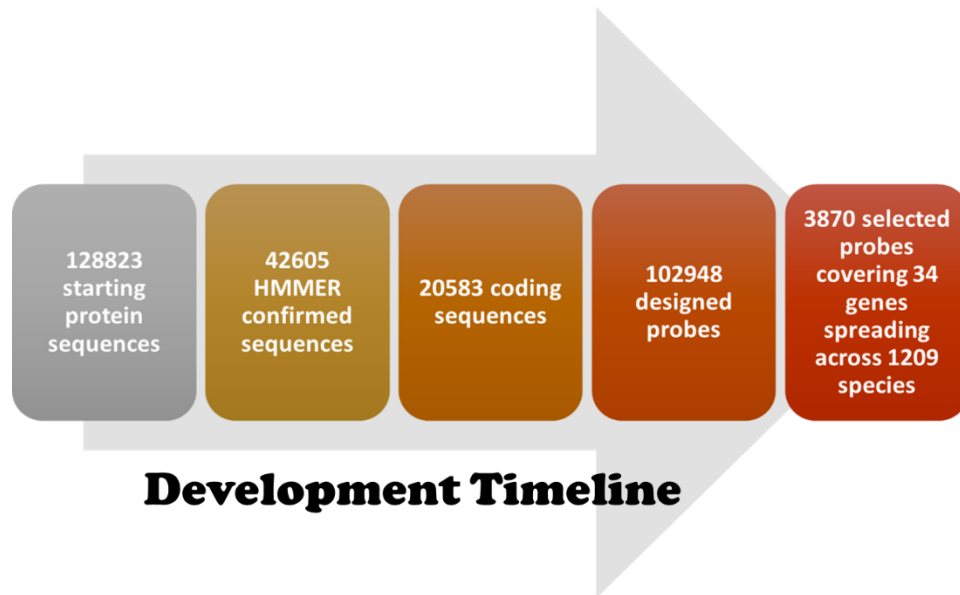 128823
starting
protein
sequences
42605
HMMER
confirmed
sequences
20583 coding
sequences
102948
designed
probes
3870 selected
probes
covering 34
genes
spreading
across 1209
species
Development Timeline